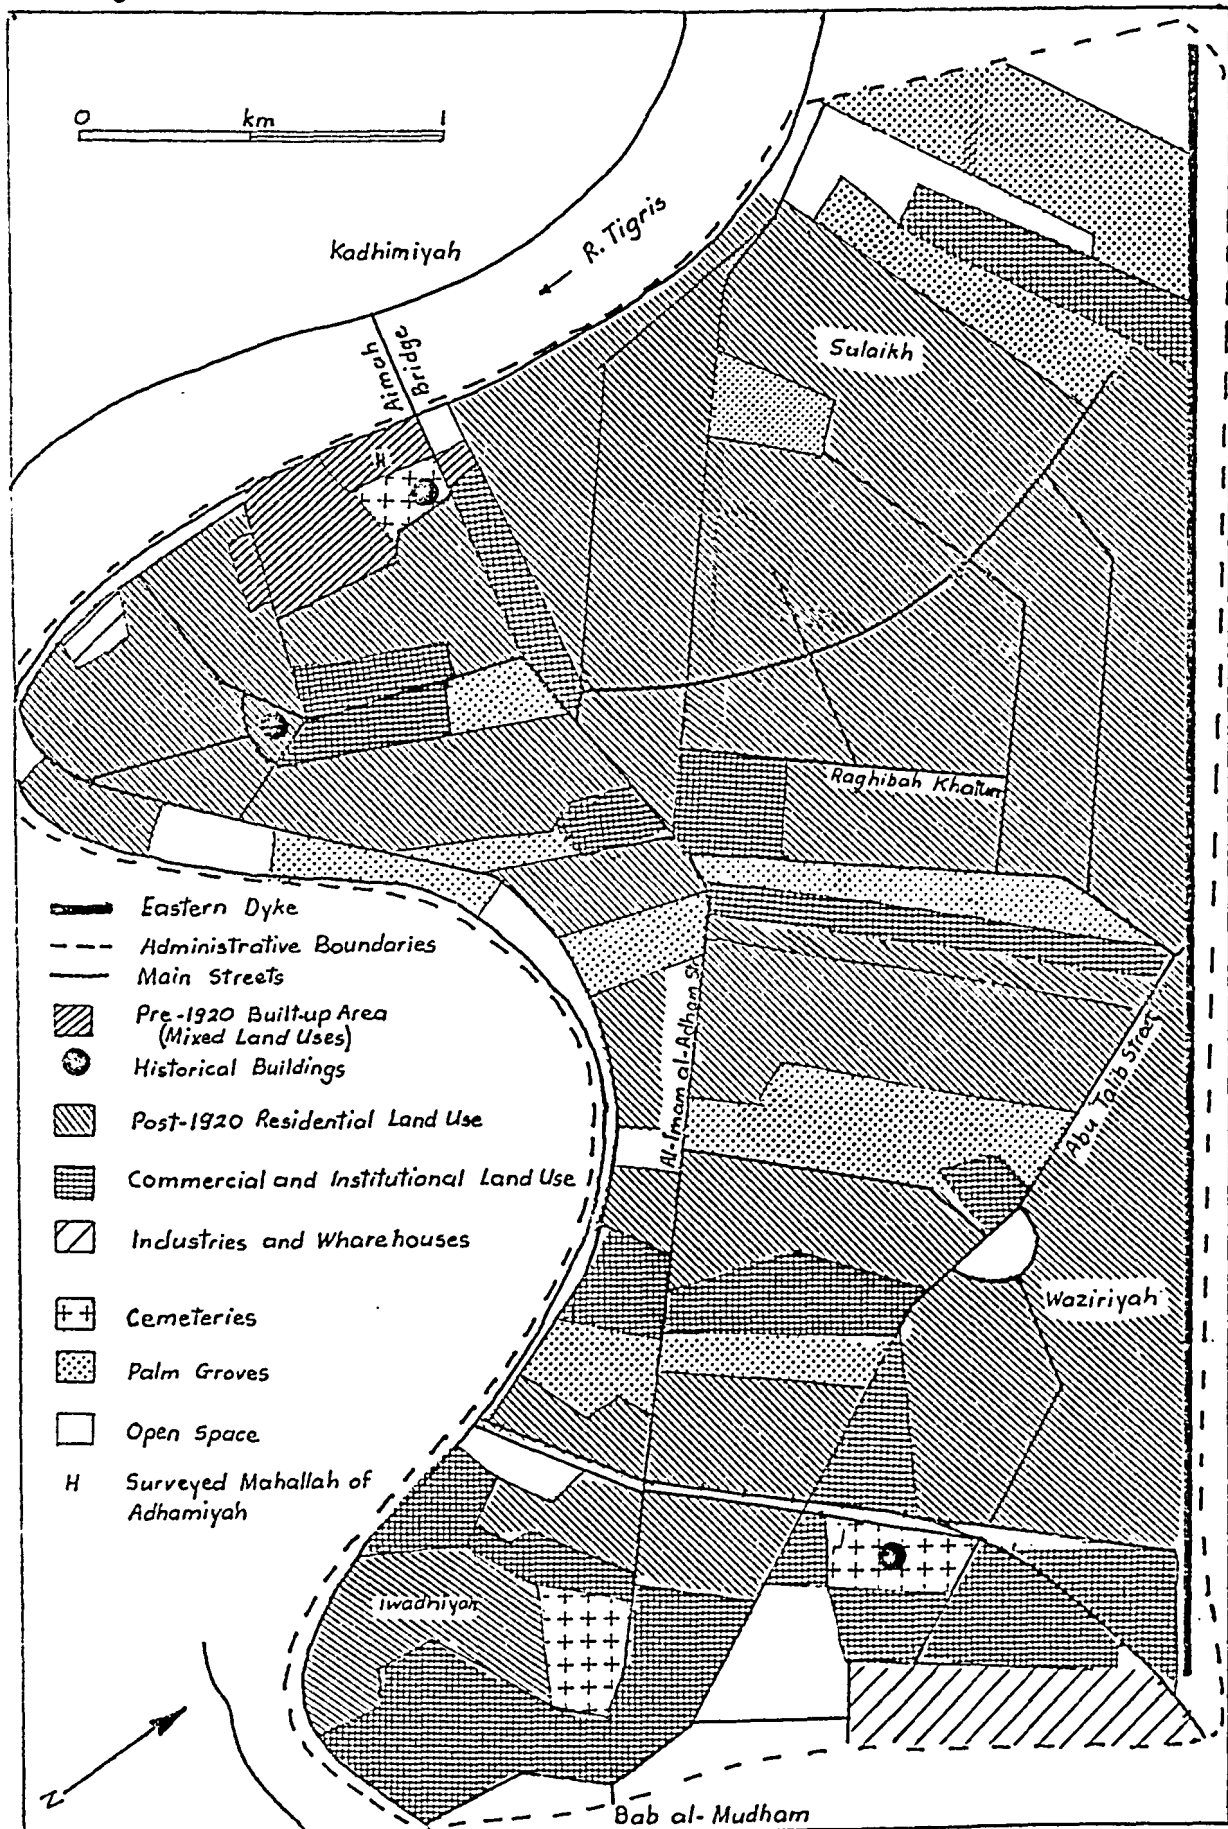 0 km 1
Kadhimiyah
R. Tigris
Aimah
Bridge
Sulaikh
H
Raghibah Khatun
Eastern Dyke
Administrative Boundaries
Main Streets
Pre-1920 Built-up Area
(Mixed Land Uses)
Historical Buildings
Post-1920 Residential Land Use
Commercial and Institutional Land Use
Industries and Wharehouses
Cemeteries
Palm Groves
Open Space
H Surveyed Mahallah of
Adhamiyah
Al-Imam al-Adham St
Abu Talib Street
Waziriyah
Iwadhiyah
N
Bab al-Mudham